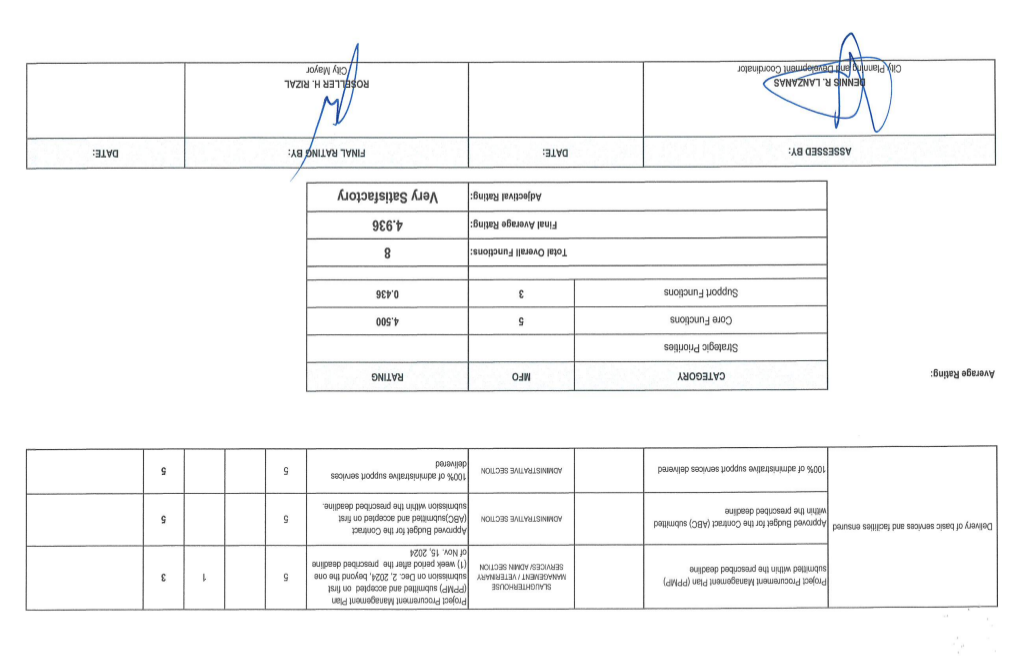 Delivery of basic services and facilities ensured
Project Procurement Management Plan (PPMP)
submitted within the prescribed deadline
SLAUGHTERHOUSE
MANAGEMENT / VETERINARY
SERVICES/ ADMIN SECTION
Project Procurement Management Plan
(PPMP) submitted and accepted on first
submission on Dec. 2, 2024, beyond the one
(1) week period after the prescribed deadline
of Nov. 15, 2024
5
1
3
Approved Budget for the Contract (ABC) submitted
within the prescribed deadline
ADMINISTRATIVE SECTION
Approved Budget for the Contract
(ABC)submitted and accepted on first
submission within the prescribed deadline.
5
5
100% of administrative support services delivered
ADMINISTRATIVE SECTION
100% of administrative support services
delivered
5
5
Average Rating:
CATEGORY MFO RATING
Strategic Priorities
Core Functions 5 4.500
Support Functions 3 0.436
Total Overall Functions: 8
Final Average Rating: 4.936
Adjectival Rating: Very Satisfactory
ASSESSED BY: DATE: FINAL RATING BY: DATE:
DENNIS R. LANZANAS
City Planning and Development Coordinator
ROSELLER H. RIZAL
City Mayor